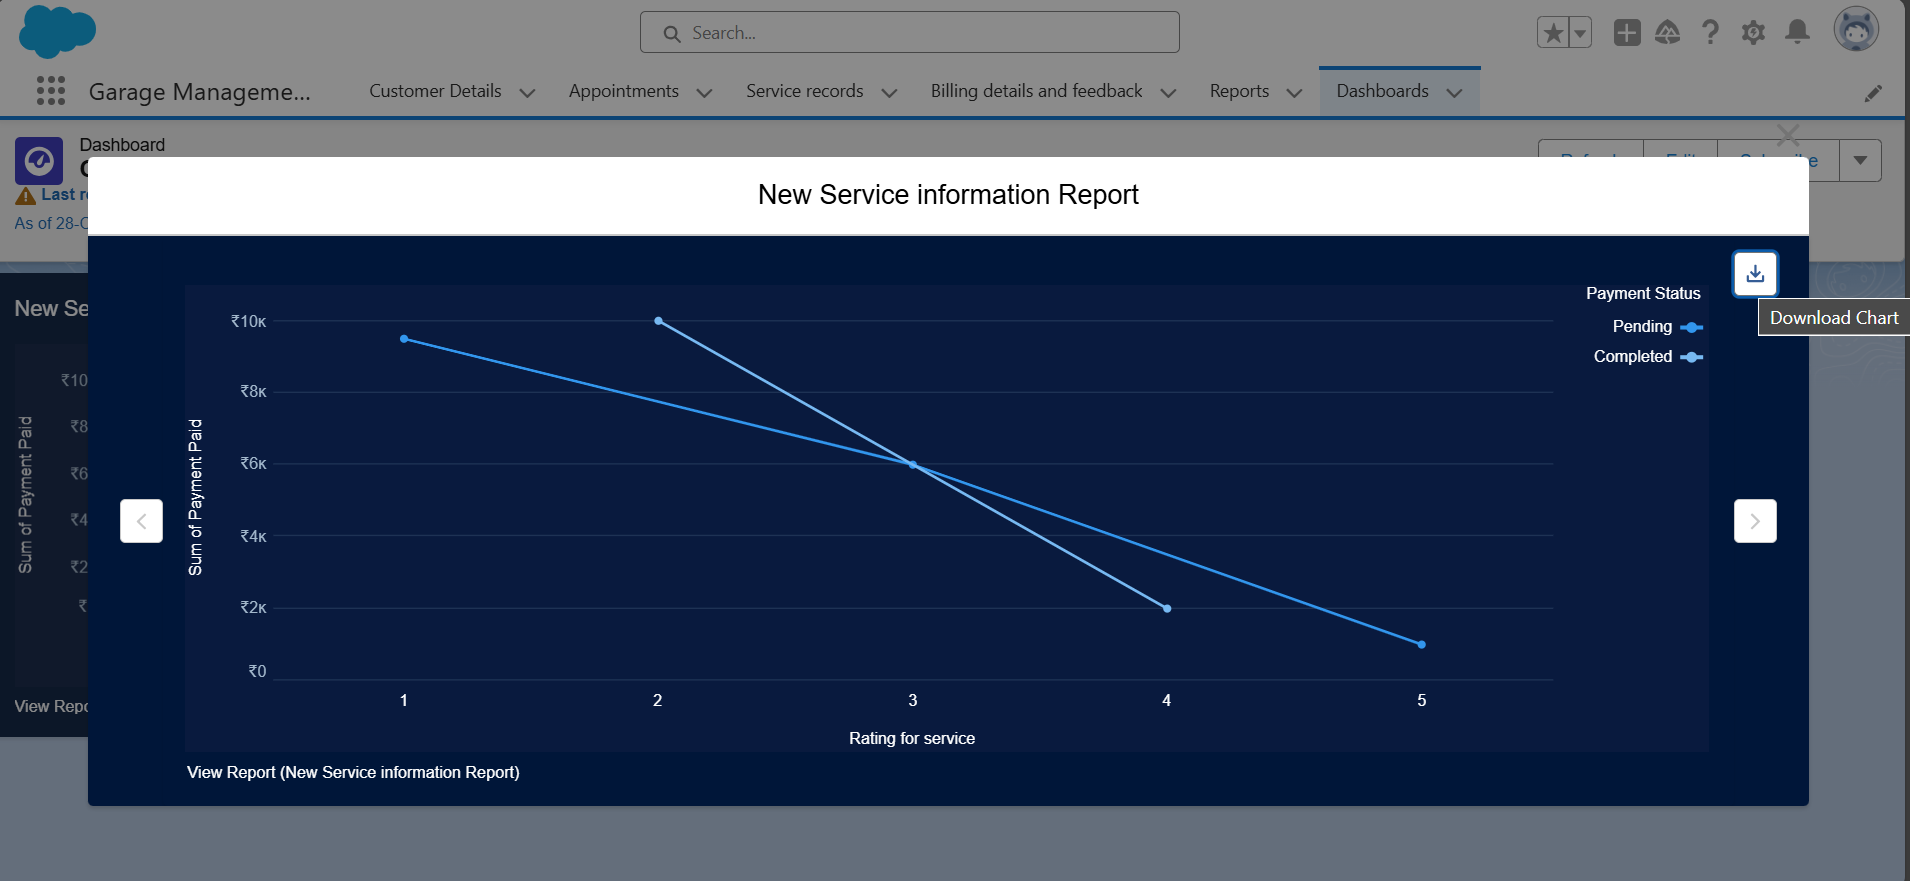 Search...
Garage Manageme...
Customer Details
Appointments
Service records
Billing details and feedback
Reports
Dashboards
Dashboard
Last re
As of 28-O
New Service information Report
Download Chart
Payment Status
Pending
Completed
₹10K
₹8K
₹6K
₹4K
₹2K
₹0
Sum of Payment Paid
1 2 3 4 5
Rating for service
View Report (New Service information Report)
New Se
₹10
₹8
₹6
₹4
₹2
₹
Sum of Payment Paid
View Repo